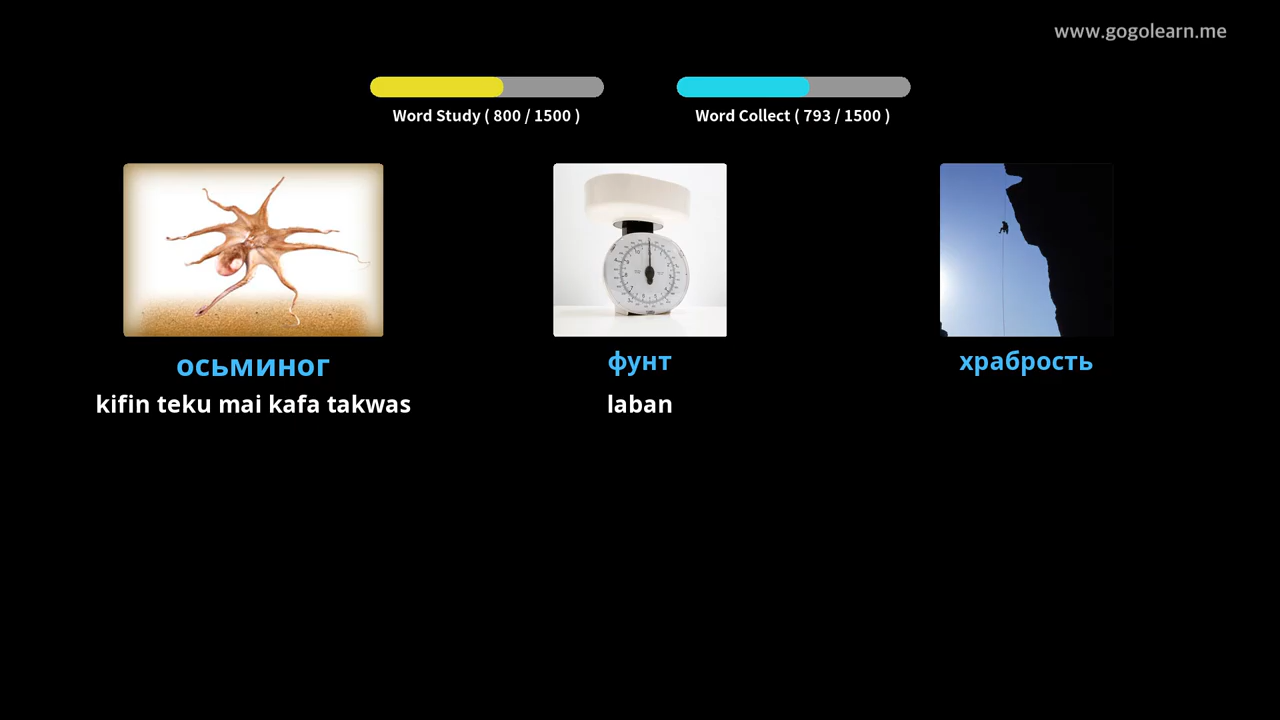 www.gogolearn.me
Word Study ( 800 / 1500 )
Word Collect ( 793 / 1500 )
осьминог
фунт
храбрость
kifin teku mai kafa takwas
laban